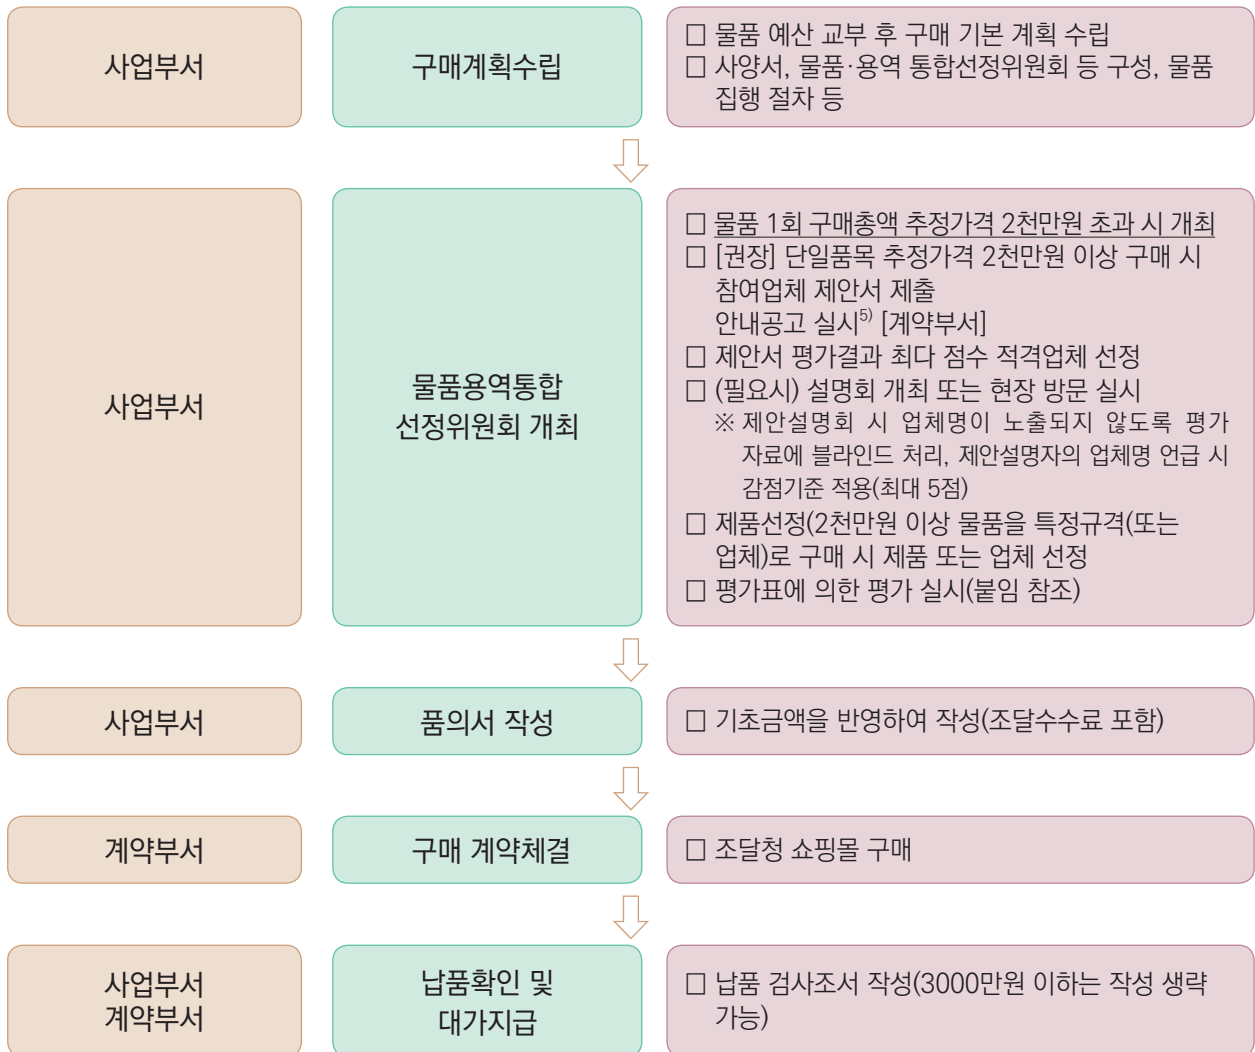 사업부서
구매계획수립
□ 물품 예산 교부 후 구매 기본 계획 수립
□ 사양서, 물품·용역 통합선정위원회 등 구성, 물품
집행 절차 등
사업부서
물품용역통합
선정위원회 개최
□ 물품 1회 구매총액 추정가격 2천만원 초과 시 개최
□ [권장] 단일품목 추정가격 2천만원 이상 구매 시
참여업체 제안서 제출
안내공고 실시5) [계약부서]
□ 제안서 평가결과 최다 점수 적격업체 선정
□ (필요시) 설명회 개최 또는 현장 방문 실시
※ 제안설명회 시 업체명이 노출되지 않도록 평가
자료에 블라인드 처리, 제안설명자의 업체명 언급 시
감점기준 적용(최대 5점)
□ 제품선정(2천만원 이상 물품을 특정규격(또는
업체)로 구매 시 제품 또는 업체 선정
□ 평가표에 의한 평가 실시(붙임 참조)
사업부서
품의서 작성
□ 기초금액을 반영하여 작성(조달수수료 포함)
계약부서
구매 계약체결
□ 조달청 쇼핑몰 구매
사업부서
계약부서
납품확인 및
대가지급
□ 납품 검사조서 작성(3000만원 이하는 작성 생략
가능)